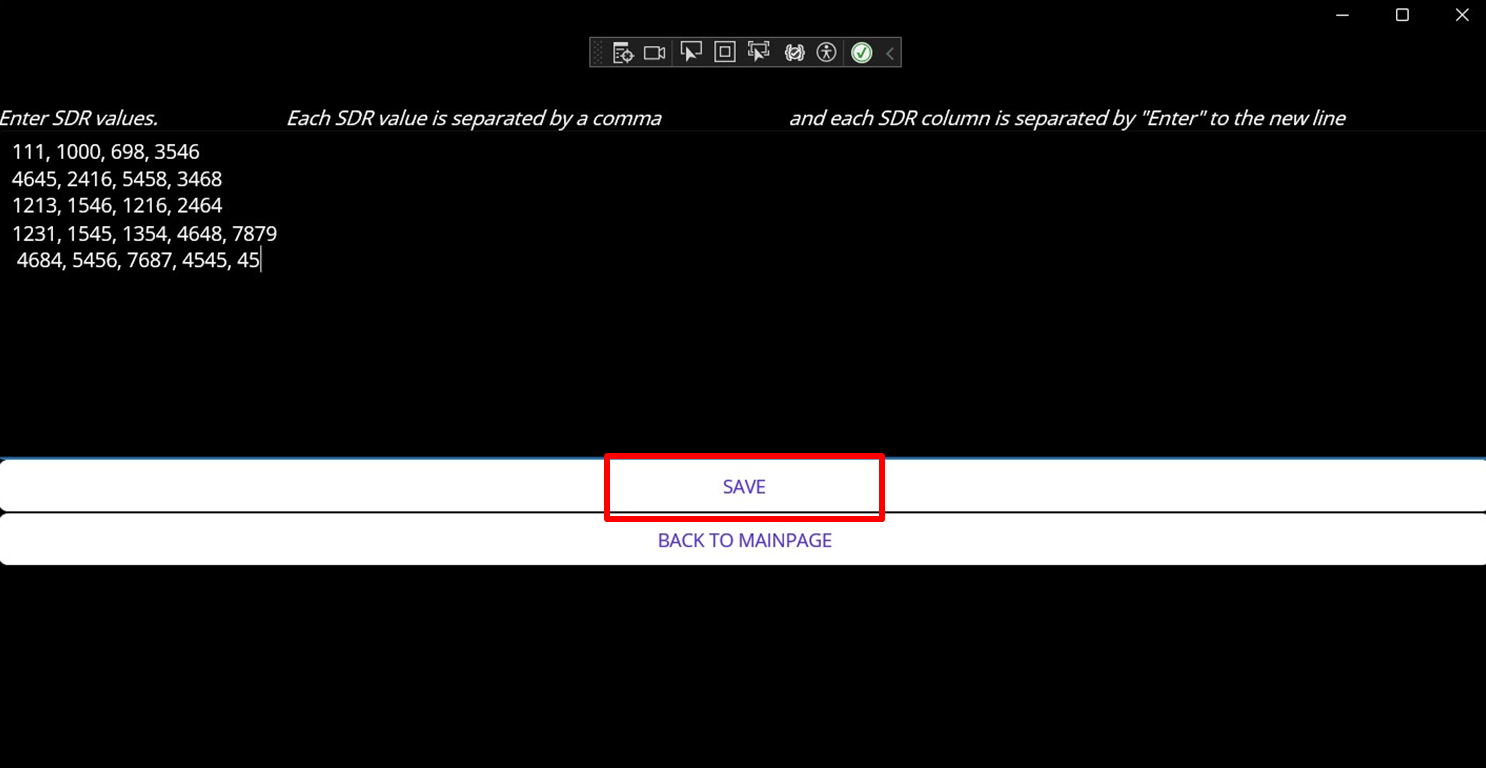 Enter SDR values. Each SDR value is separated by a comma and each SDR column is separated by "Enter" to the new line
111, 1000, 698, 3546
4645, 2416, 5458, 3468
1213, 1546, 1216, 2464
1231, 1545, 1354, 4648, 7879
4684, 5456, 7687, 4545, 45
SAVE
BACK TO MAINPAGE